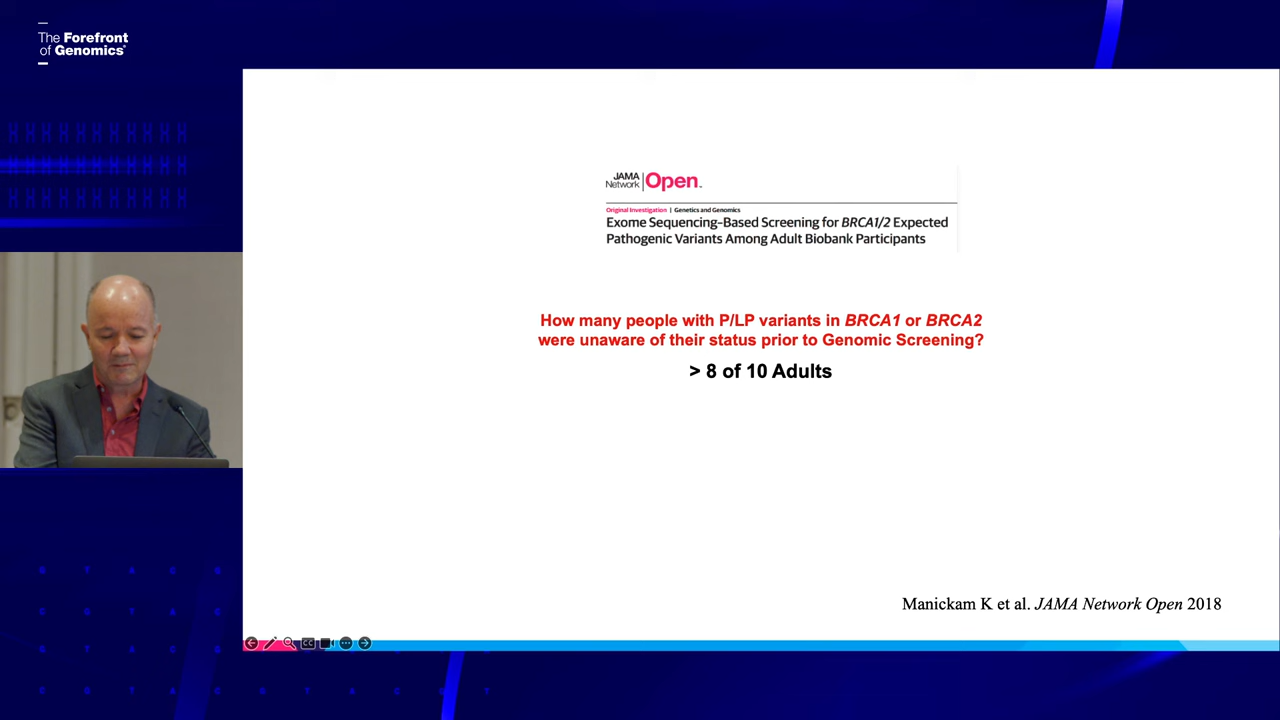 The Forefront
of Genomics®
JAMA
Network Open™
Original Investigation | Genetics and Genomics
Exome Sequencing–Based Screening for BRCA1/2 Expected
Pathogenic Variants Among Adult Biobank Participants
How many people with P/LP variants in BRCA1 or BRCA2
were unaware of their status prior to Genomic Screening?
> 8 of 10 Adults
Manickam K et al. JAMA Network Open 2018
CC